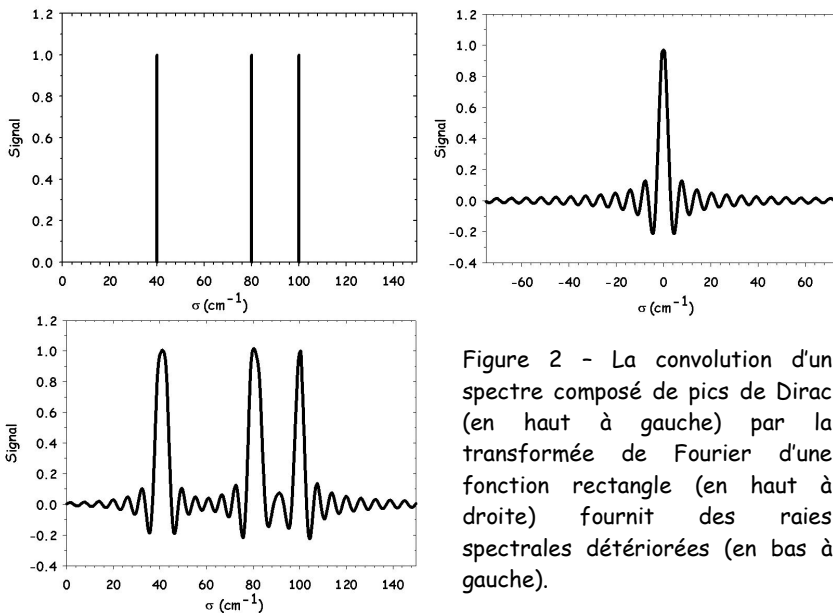 1.2
1.0
0.8
0.6
0.4
0.2
0.0
Signal
0 20 40 60 80 100 120 140
σ (cm⁻¹)
1.2
1.0
0.8
0.6
0.4
0.2
0.0
-0.2
-0.4
Signal
-60 -40 -20 0 20 40 60
σ (cm⁻¹)
1.2
1.0
0.8
0.6
0.4
0.2
0.0
-0.2
-0.4
Signal
0 20 40 60 80 100 120 140
σ (cm⁻¹)
Figure 2 – La convolution d'un
spectre composé de pics de Dirac
(en haut à gauche) par la
transformée de Fourier d'une
fonction rectangle (en haut à
droite) fournit des raies
spectrales détériorées (en bas à
gauche).